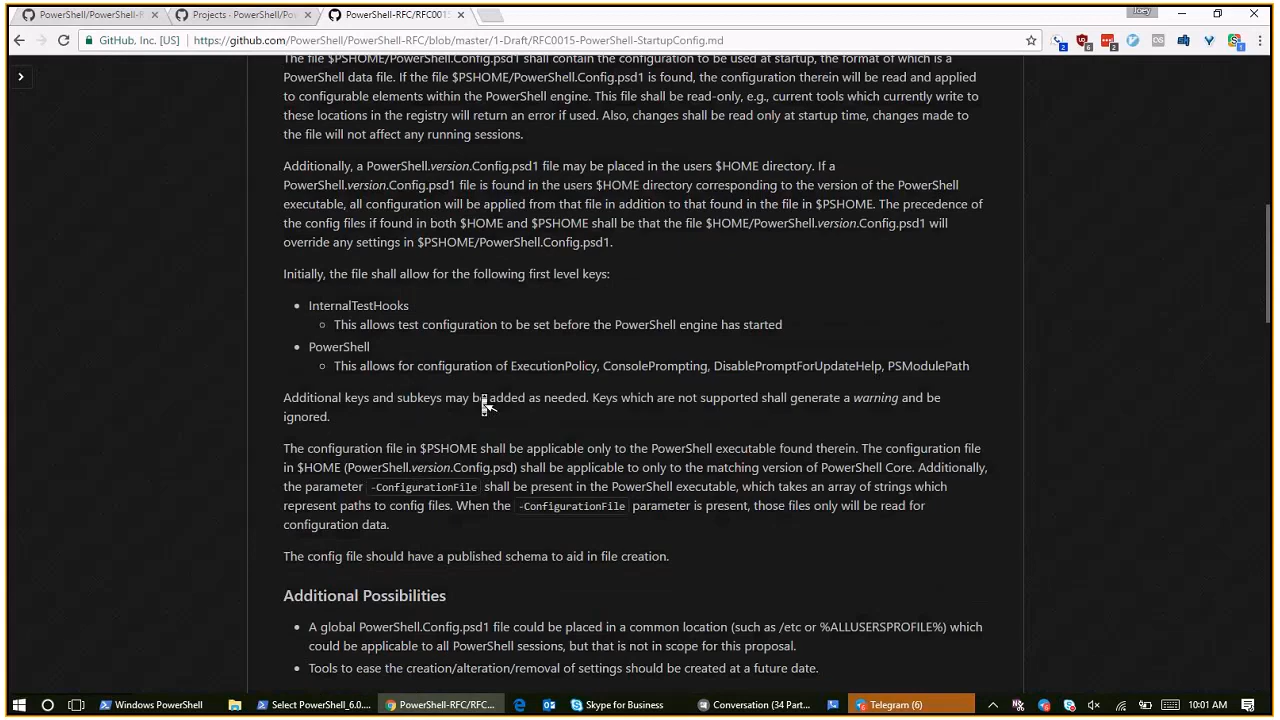 PowerShell/PowerShell-R
Projects · PowerShell/Pow
PowerShell-RFC/RFC0015
Joey
GitHub, Inc. [US]
https://github.com/PowerShell/PowerShell-RFC/blob/master/1-Draft/RFC0015-PowerShell-StartupConfig.md
2
6
2
1
The file $PSHOME/PowerShell.Config.psd1 shall contain the configuration to be used at startup, the format of which is a
PowerShell data file. If the file $PSHOME/PowerShell.Config.psd1 is found, the configuration therein will be read and applied
to configurable elements within the PowerShell engine. This file shall be read-only, e.g., current tools which currently write to
these locations in the registry will return an error if used. Also, changes shall be read only at startup time, changes made to
the file will not affect any running sessions.
Additionally, a PowerShell.version.Config.psd1 file may be placed in the users $HOME directory. If a
PowerShell.version.Config.psd1 file is found in the users $HOME directory corresponding to the version of the PowerShell
executable, all configuration will be applied from that file in addition to that found in the file in $PSHOME. The precedence of
the config files if found in both $HOME and $PSHOME shall be that the file $HOME/PowerShell.version.Config.psd1 will
override any settings in $PSHOME/PowerShell.Config.psd1.
Initially, the file shall allow for the following first level keys:
InternalTestHooks
This allows test configuration to be set before the PowerShell engine has started
PowerShell
This allows for configuration of ExecutionPolicy, ConsolePrompting, DisablePromptForUpdateHelp, PSModulePath
Additional keys and subkeys may be added as needed. Keys which are not supported shall generate a warning and be
ignored.
The configuration file in $PSHOME shall be applicable only to the PowerShell executable found therein. The configuration file
in $HOME (PowerShell.version.Config.psd) shall be applicable to only to the matching version of PowerShell Core. Additionally,
the parameter -ConfigurationFile shall be present in the PowerShell executable, which takes an array of strings which
represent paths to config files. When the -ConfigurationFile parameter is present, those files only will be read for
configuration data.
The config file should have a published schema to aid in file creation.
Additional Possibilities
A global PowerShell.Config.psd1 file could be placed in a common location (such as /etc or %ALLUSERSPROFILE%) which
could be applicable to all PowerShell sessions, but that is not in scope for this proposal.
Tools to ease the creation/alteration/removal of settings should be created at a future date.
Windows PowerShell
Select PowerShell_6.0....
PowerShell-RFC/RFC...
Skype for Business
Conversation (34 Part...
Telegram (6)
10:01 AM